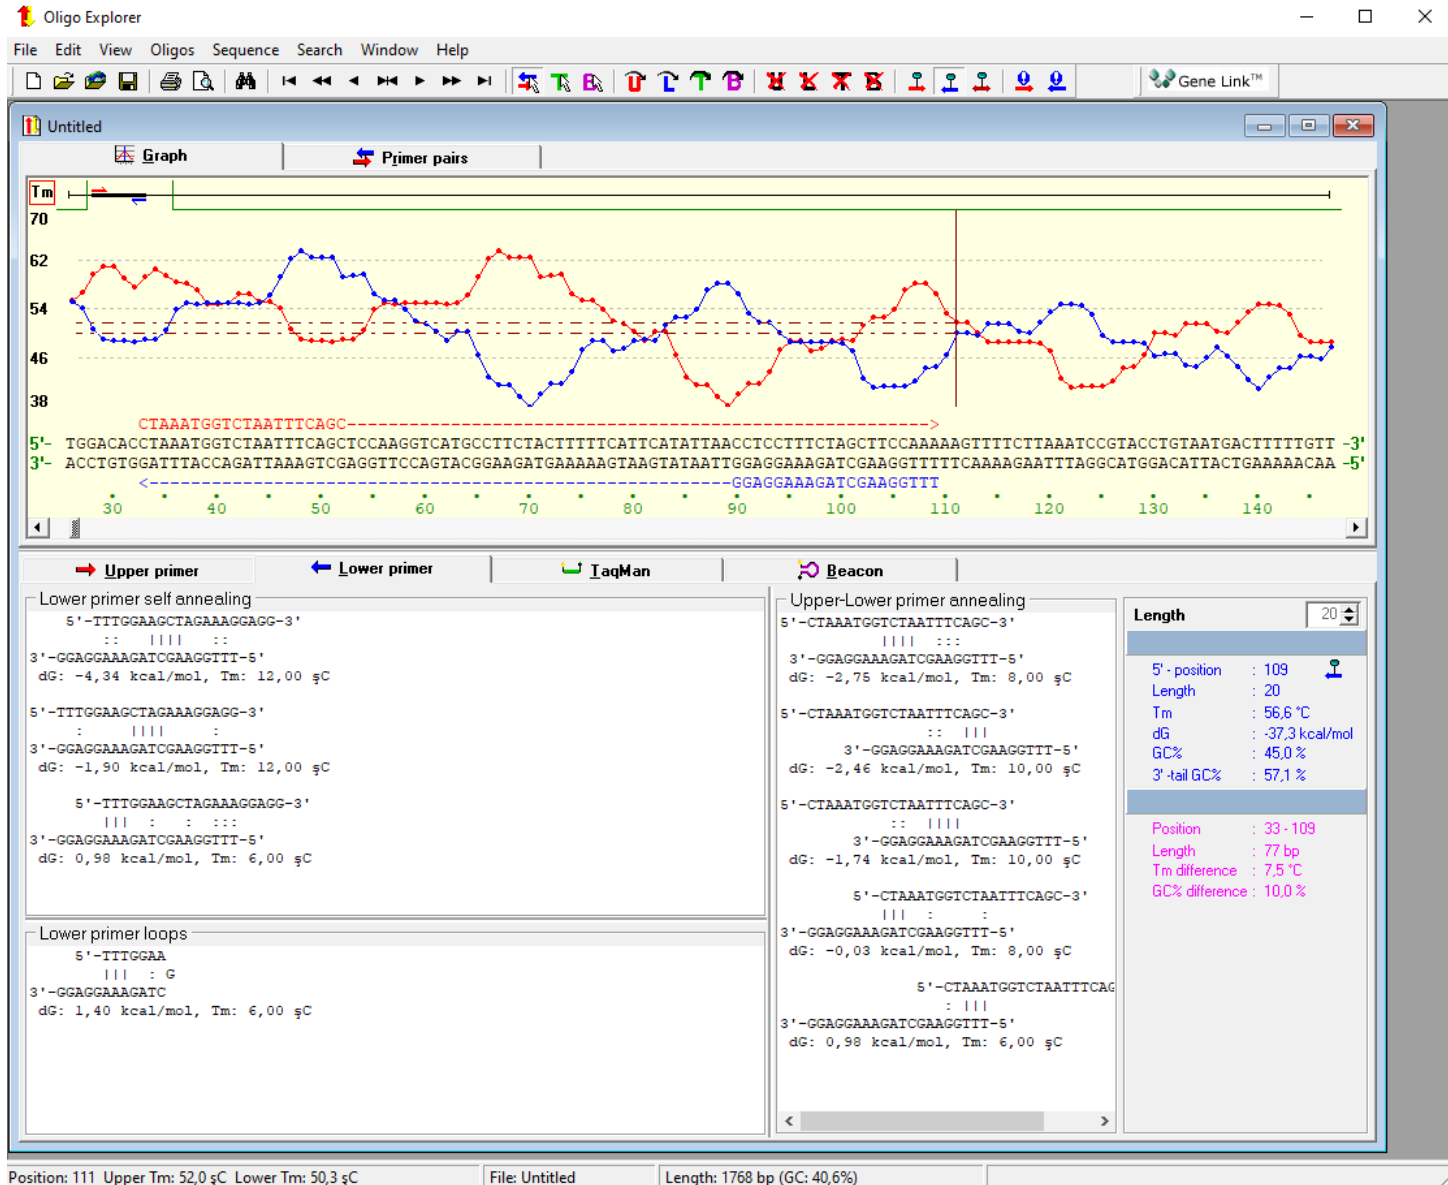 Oligo Explorer
File Edit View Oligos Sequence Search Window Help
Gene Link™
Untitled
Graph Primer pairs
Tm
70
62
54
46
38
CTAAATGGTCTAATTTCAGC--------------------------------------------------------->
5'- TGGACACCTAAATGGTCTAATTTCAGCTCCAAGGTCATGCCTTCTACTTTTTCATTCATATTAACCTCCTTTCTAGCTTCCAAAAAGTTTTCTTAAATCCGTACCTGTAATGACTTTTTGTT -3'
3'- ACCTGTGGATTTACCAGATTAAAGTCGAGGTTCCAGTACGGAAGATGAAAAAGTAAGTATAATTGGAGGAAAGATCGAAGGTTTTTCAAAAGAATTTAGGCATGGACATTACTGAAAAACAA -5'
<---------------------------------------------------------GGAGGAAAGATCGAAGGTTT
30 40 50 60 70 80 90 100 110 120 130 140
Upper primer Lower primer TaqMan Beacon
Lower primer self annealing
5'-TTTGGAAGCTAGAAAGGAGG-3'
:: |||| ::
3'-GGAGGAAAGATCGAAGGTTT-5'
dG: -4,34 kcal/mol, Tm: 12,00 şC
5'-TTTGGAAGCTAGAAAGGAGG-3'
: |||| :
3'-GGAGGAAAGATCGAAGGTTT-5'
dG: -1,90 kcal/mol, Tm: 12,00 şC
5'-TTTGGAAGCTAGAAAGGAGG-3'
||| : : :::
3'-GGAGGAAAGATCGAAGGTTT-5'
dG: 0,98 kcal/mol, Tm: 6,00 şC
Lower primer loops
5'-TTTGGAA
||| : G
3'-GGAGGAAAGATC
dG: 1,40 kcal/mol, Tm: 6,00 şC
Upper-Lower primer annealing
5'-CTAAATGGTCTAATTTCAGC-3'
|||| :::
3'-GGAGGAAAGATCGAAGGTTT-5'
dG: -2,75 kcal/mol, Tm: 8,00 şC
5'-CTAAATGGTCTAATTTCAGC-3'
:: |||
3'-GGAGGAAAGATCGAAGGTTT-5'
dG: -2,46 kcal/mol, Tm: 10,00 şC
5'-CTAAATGGTCTAATTTCAGC-3'
:: ||||
3'-GGAGGAAAGATCGAAGGTTT-5'
dG: -1,74 kcal/mol, Tm: 10,00 şC
5'-CTAAATGGTCTAATTTCAGC-3'
||| : :
3'-GGAGGAAAGATCGAAGGTTT-5'
dG: -0,03 kcal/mol, Tm: 8,00 şC
5'-CTAAATGGTCTAATTTCAG
: |||
3'-GGAGGAAAGATCGAAGGTTT-5'
dG: 0,98 kcal/mol, Tm: 6,00 şC
Length 20
5'- position : 109
Length : 20
Tm : 56,6 °C
dG : -37,3 kcal/mol
GC% : 45,0 %
3'-tail GC% : 57,1 %
Position : 33 - 109
Length : 77 bp
Tm difference : 7,5 °C
GC% difference : 10,0 %
Position: 111 Upper Tm: 52,0 şC Lower Tm: 50,3 şC File: Untitled Length: 1768 bp (GC: 40,6%)